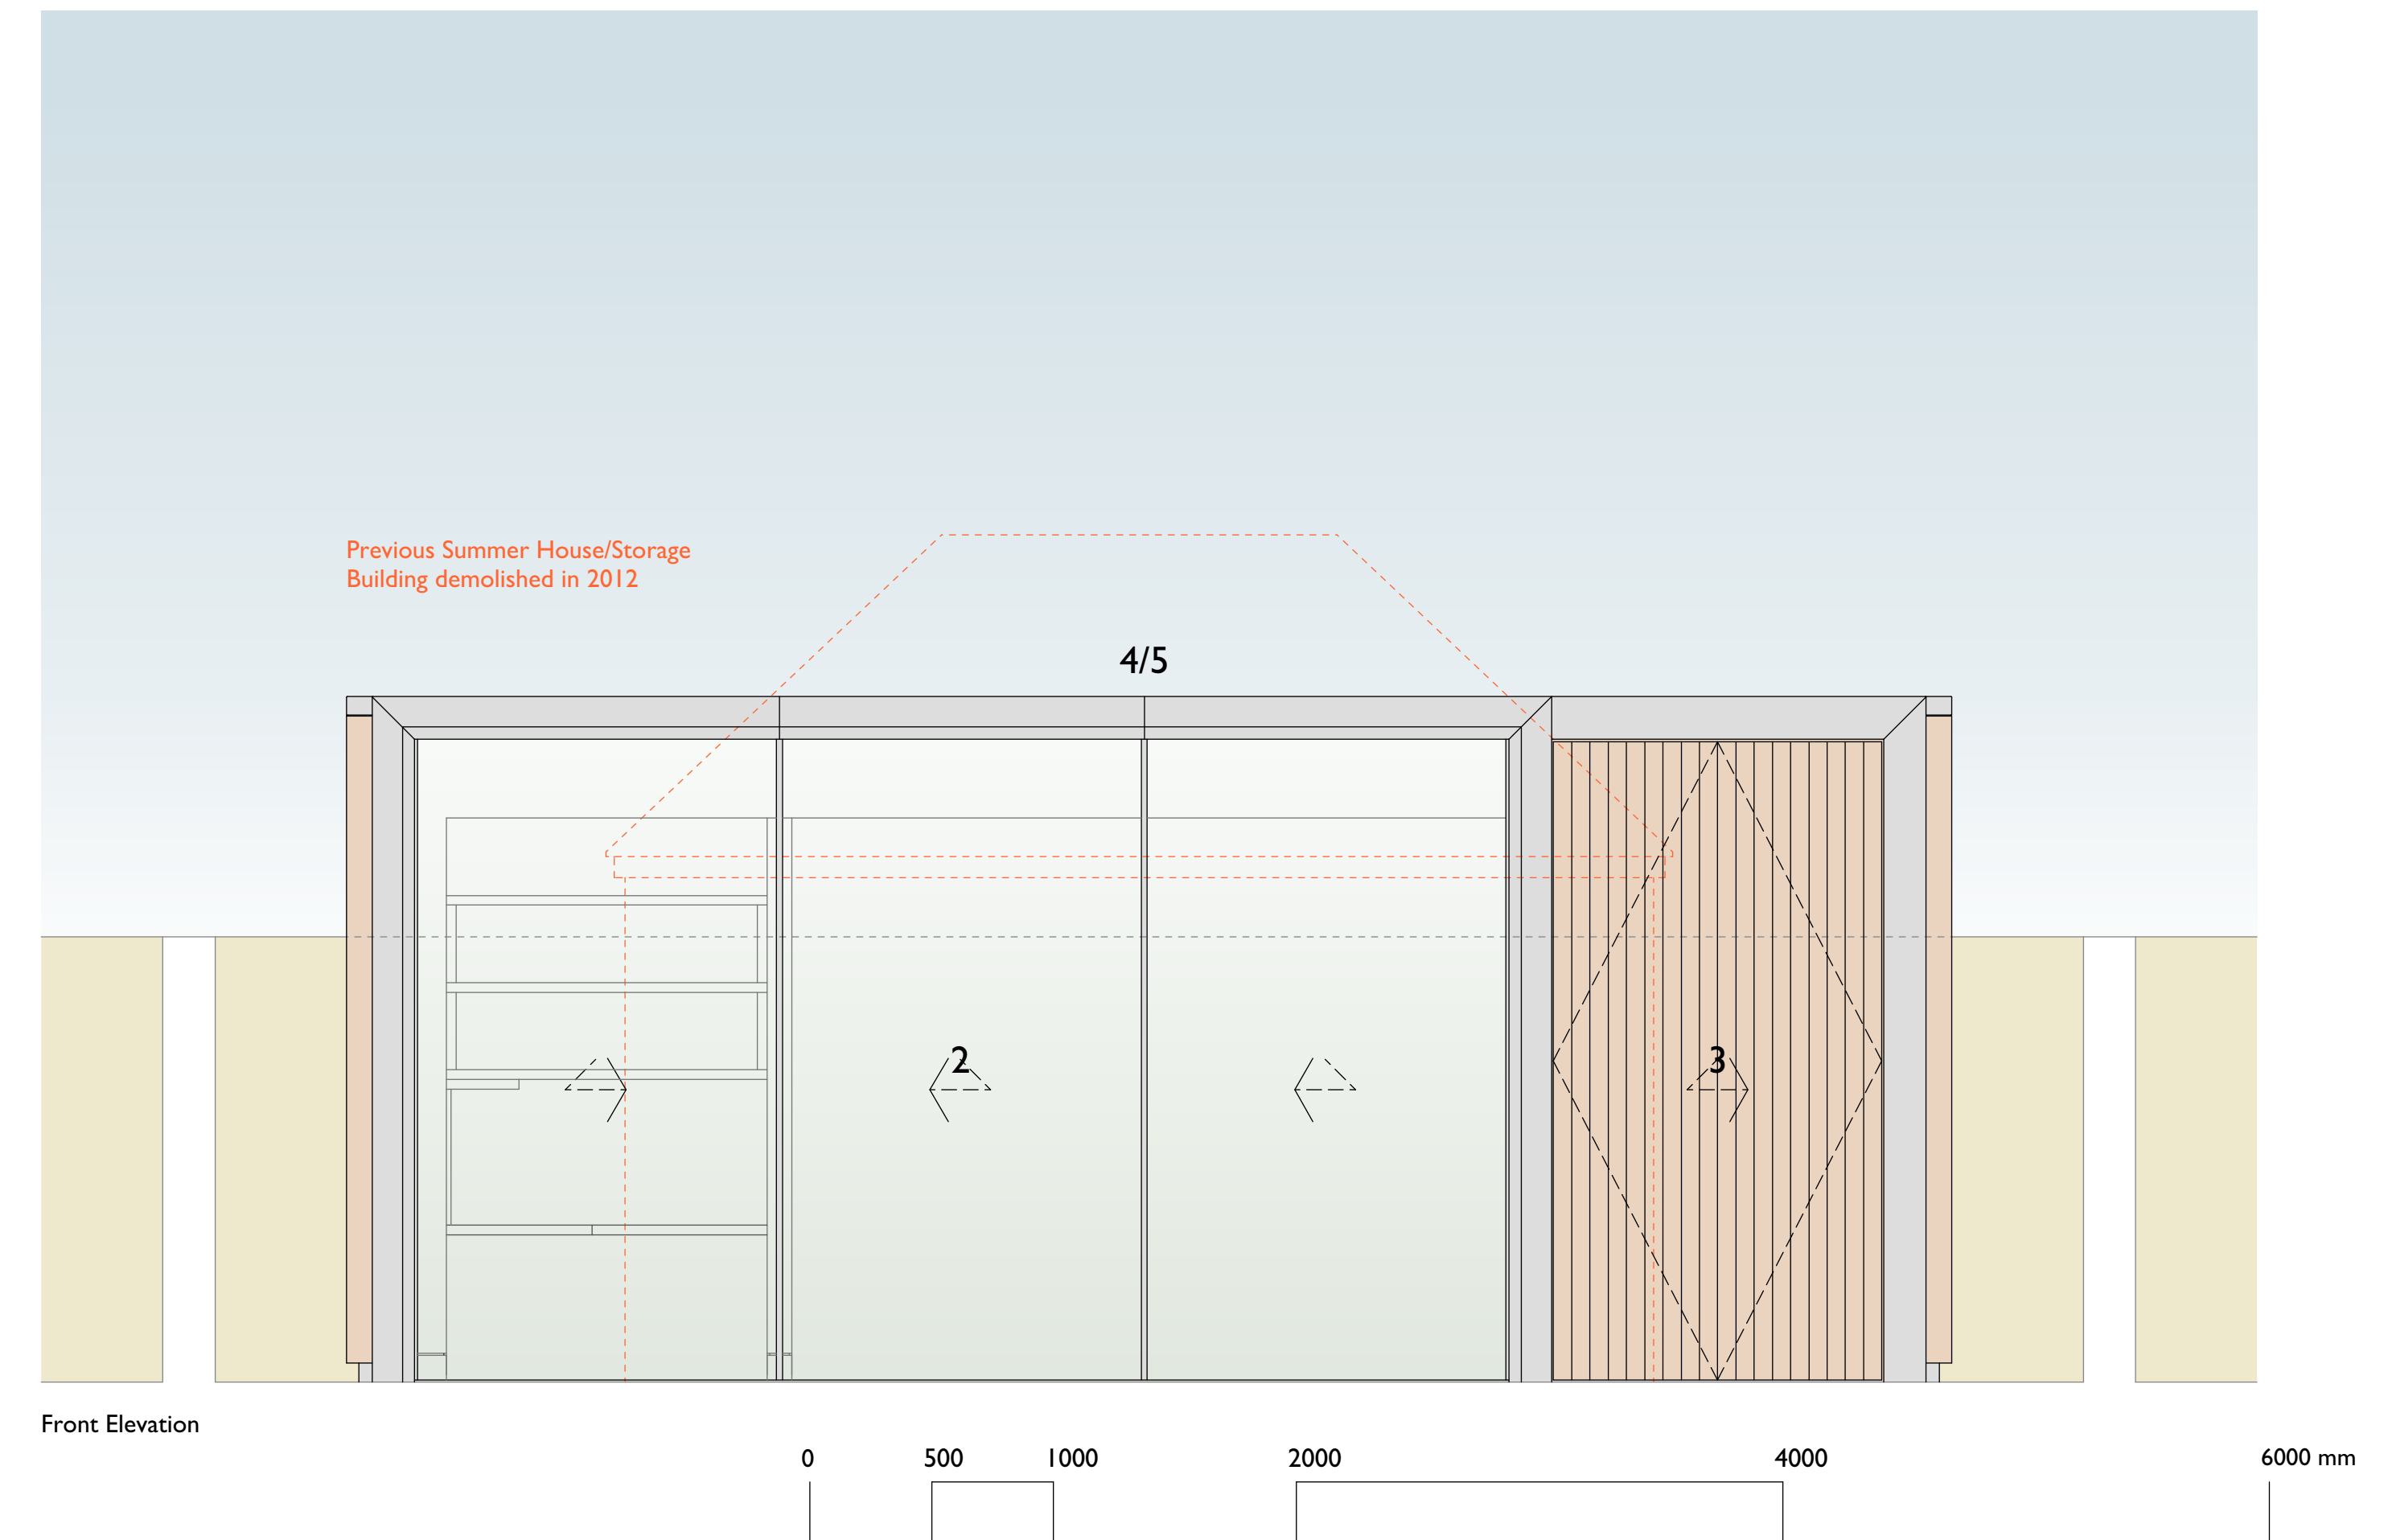 Previous Summer House/Storage
Building demolished in 2012
4/5
2
3
Front Elevation
0 500 1000 2000 4000 6000 mm